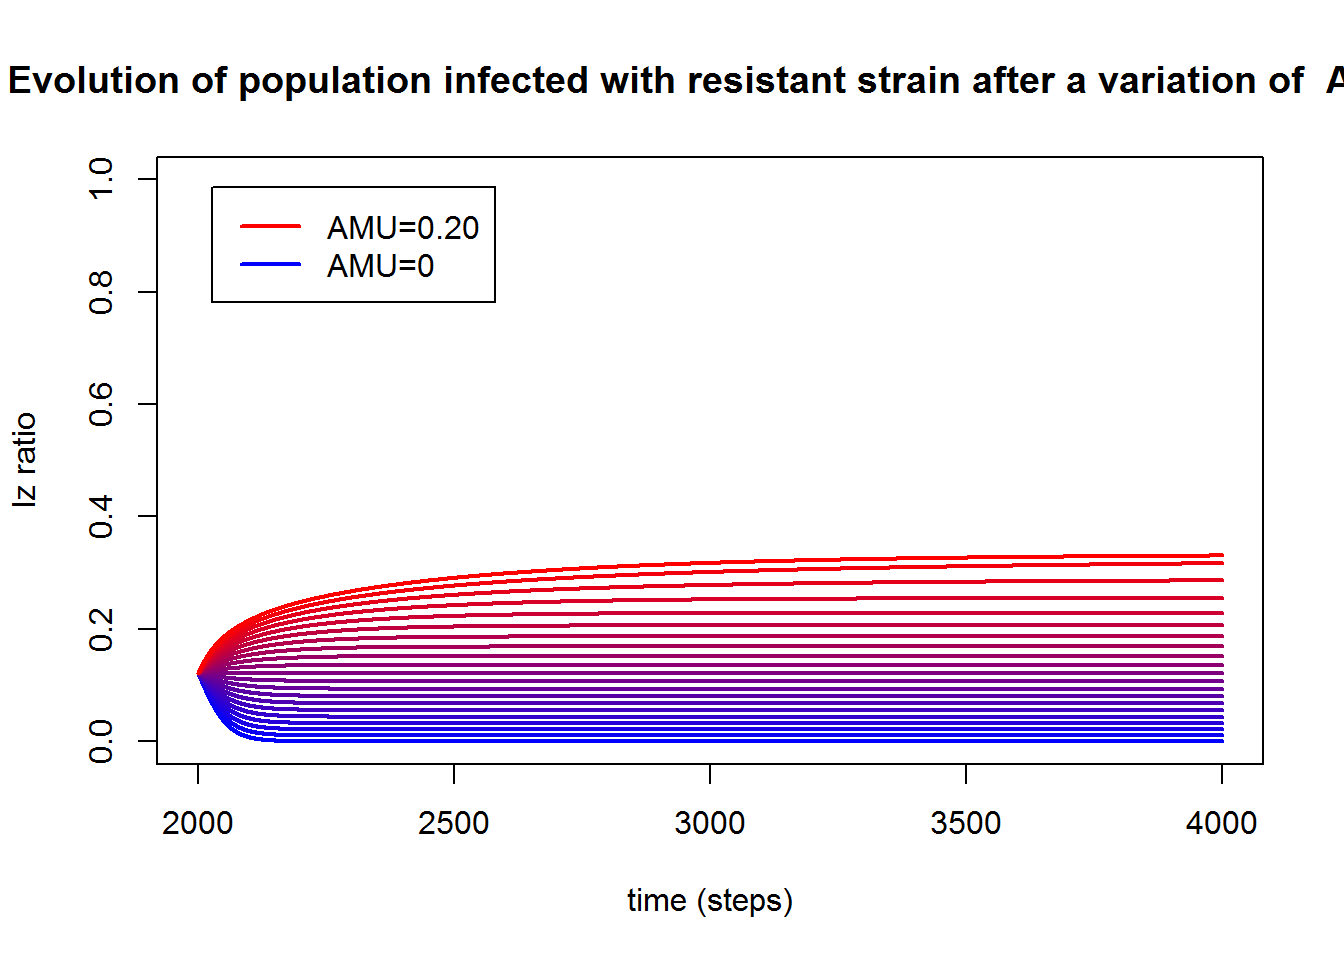 Evolution of population infected with resistant strain after a variation of A
1.0
0.8
0.6
0.4
0.2
0.0
Iz ratio
AMU=0.20
AMU=0
2000
2500
3000
3500
4000
time (steps)